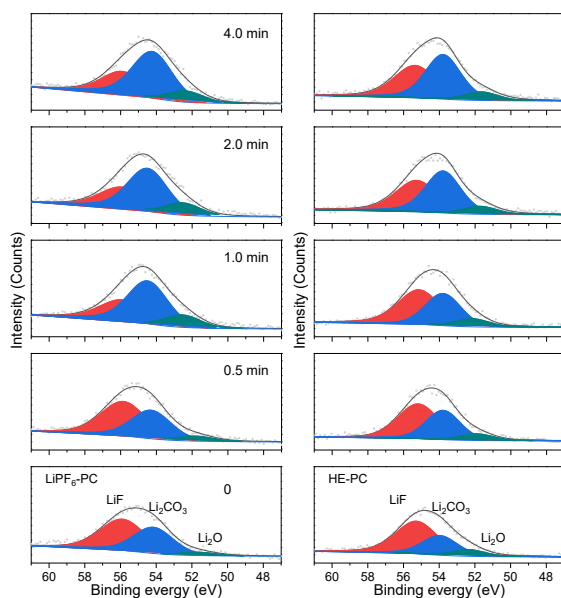 4.0 min
2.0 min
1.0 min
0.5 min
LiPF₆-PC
0
LiF
Li₂CO₃
Li₂O
HE-PC
LiF
Li₂CO₃
Li₂O
Intensity (Counts)
Intensity (Counts)
60 58 56 54 52 50 48
60 58 56 54 52 50 48
Binding evergy (eV)
Binding evergy (eV)